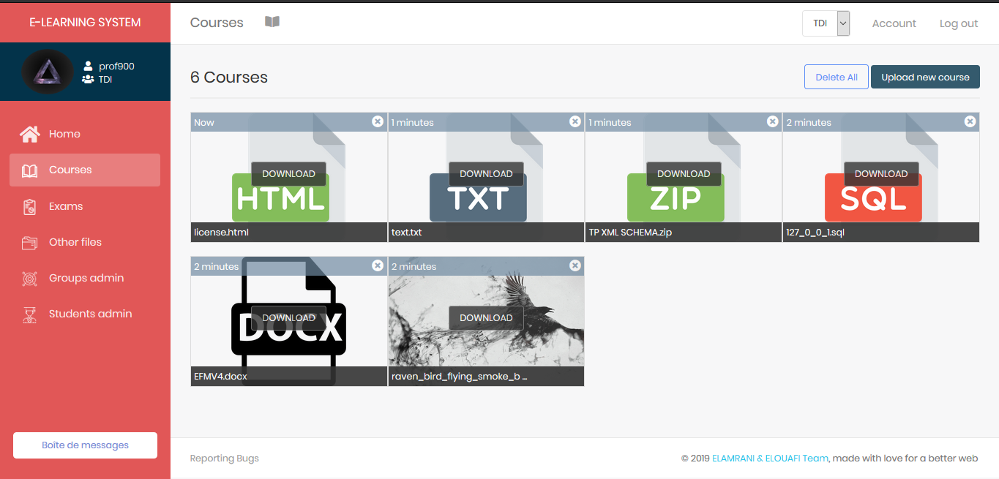 E-LEARNING SYSTEM
prof900
TDI
Home
Courses
Exams
Other files
Groups admin
Students admin
Boîte de messages
Courses
TDI
Account
Log out
6 Courses
Delete All
Upload new course
Now
DOWNLOAD
HTML
license.html
1 minutes
DOWNLOAD
TXT
text.txt
1 minutes
DOWNLOAD
ZIP
TP XML SCHEMA.zip
2 minutes
DOWNLOAD
SQL
127_0_0_1.sql
2 minutes
DOWNLOAD
DOCX
EFMV4.docx
2 minutes
DOWNLOAD
raven_bird_flying_smoke_b ...
Reporting Bugs
© 2019 ELAMRANI & ELOUAFI Team, made with love for a better web